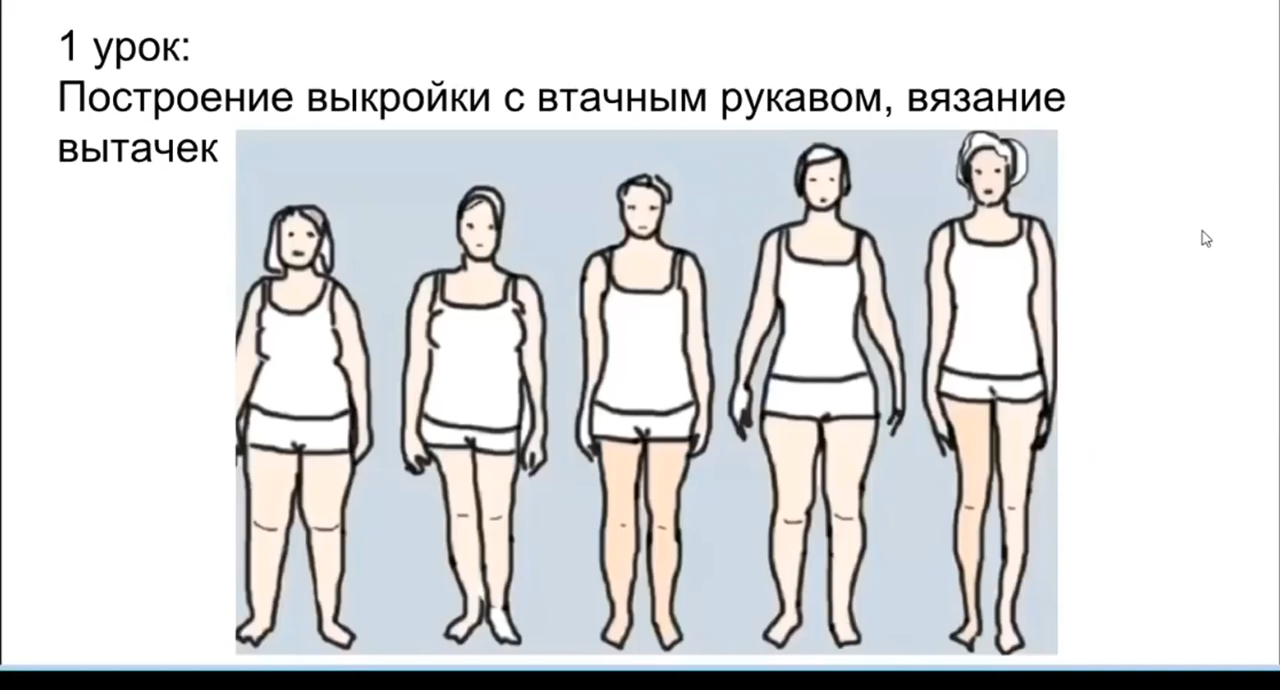 1 урок:
Построение выкройки с втачным рукавом, вязание
вытачек